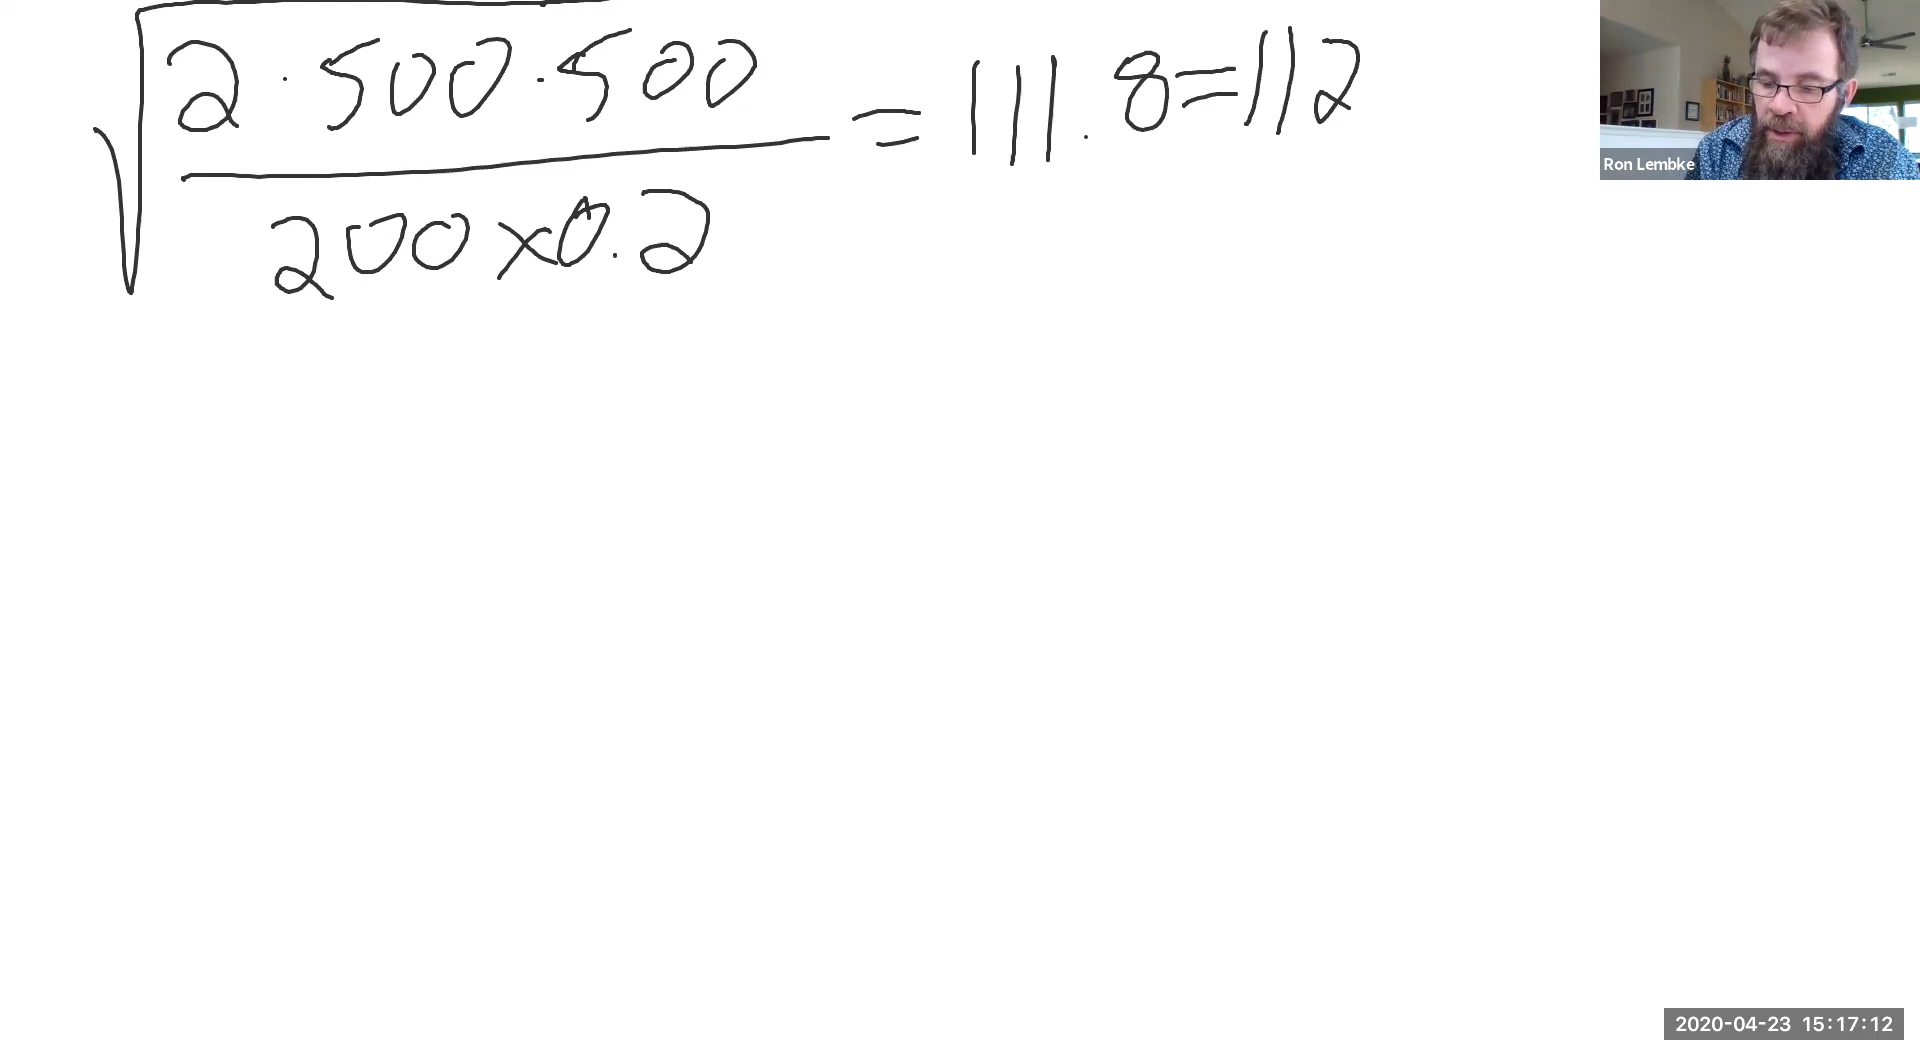 √ 2 · 500 · 500 = 111.8 = 112
200 x 0.2
Ron Lembke
2020-04-23 15:17:12